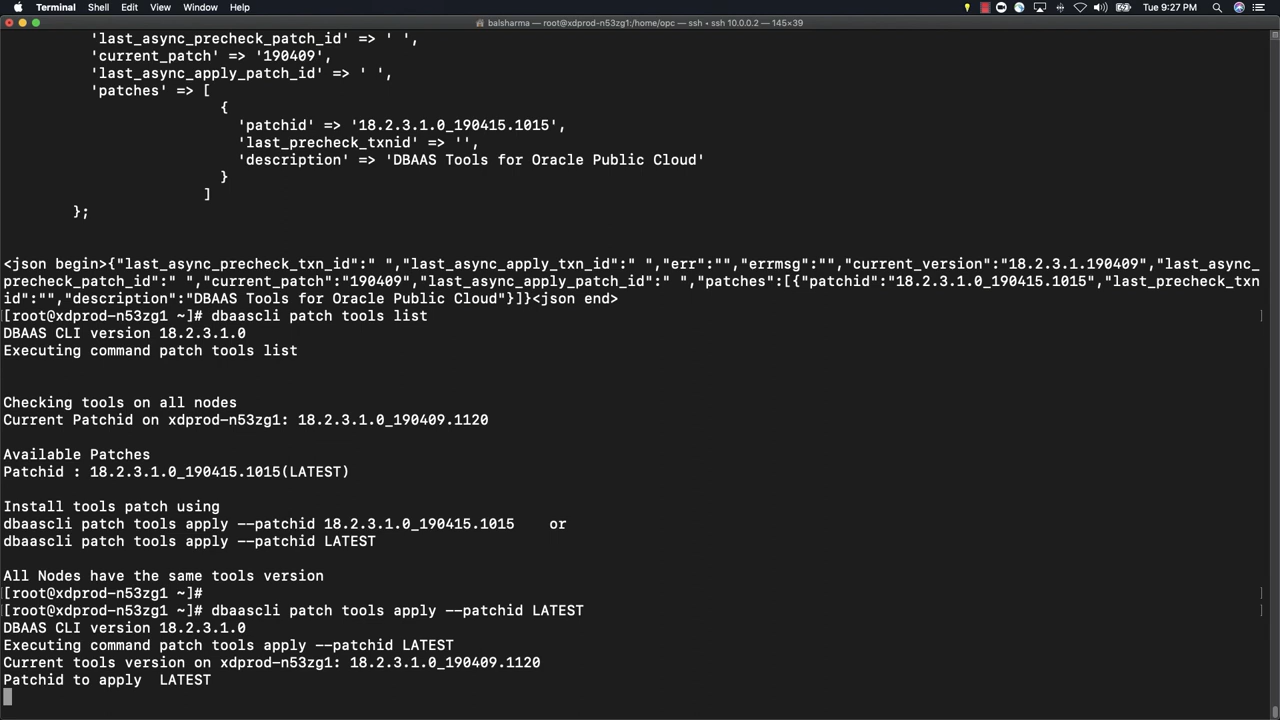 Terminal Shell Edit View Window Help Tue 9:27 PM
balsharma — root@xdprod-n53zg1:/home/opc — ssh • ssh 10.0.0.2 — 145×39
'last_async_precheck_patch_id' => ' ',
'current_patch' => '190409',
'last_async_apply_patch_id' => ' ',
'patches' => [
{
'patchid' => '18.2.3.1.0_190415.1015',
'last_precheck_txnid' => '',
'description' => 'DBAAS Tools for Oracle Public Cloud'
}
]
};
<json begin>{"last_async_precheck_txn_id":" ","last_async_apply_txn_id":" ","err":"","errmsg":"","current_version":"18.2.3.1.190409","last_async_
precheck_patch_id":" ","current_patch":"190409","last_async_apply_patch_id":" ","patches":[{"patchid":"18.2.3.1.0_190415.1015","last_precheck_txn
id":"","description":"DBAAS Tools for Oracle Public Cloud"}]}<json end>
[root@xdprod-n53zg1 ~]# dbaascli patch tools list
DBAAS CLI version 18.2.3.1.0
Executing command patch tools list
Checking tools on all nodes
Current Patchid on xdprod-n53zg1: 18.2.3.1.0_190409.1120
Available Patches
Patchid : 18.2.3.1.0_190415.1015(LATEST)
Install tools patch using
dbaascli patch tools apply --patchid 18.2.3.1.0_190415.1015    or
dbaascli patch tools apply --patchid LATEST
All Nodes have the same tools version
[root@xdprod-n53zg1 ~]#
[root@xdprod-n53zg1 ~]# dbaascli patch tools apply --patchid LATEST
DBAAS CLI version 18.2.3.1.0
Executing command patch tools apply --patchid LATEST
Current tools version on xdprod-n53zg1: 18.2.3.1.0_190409.1120
Patchid to apply  LATEST